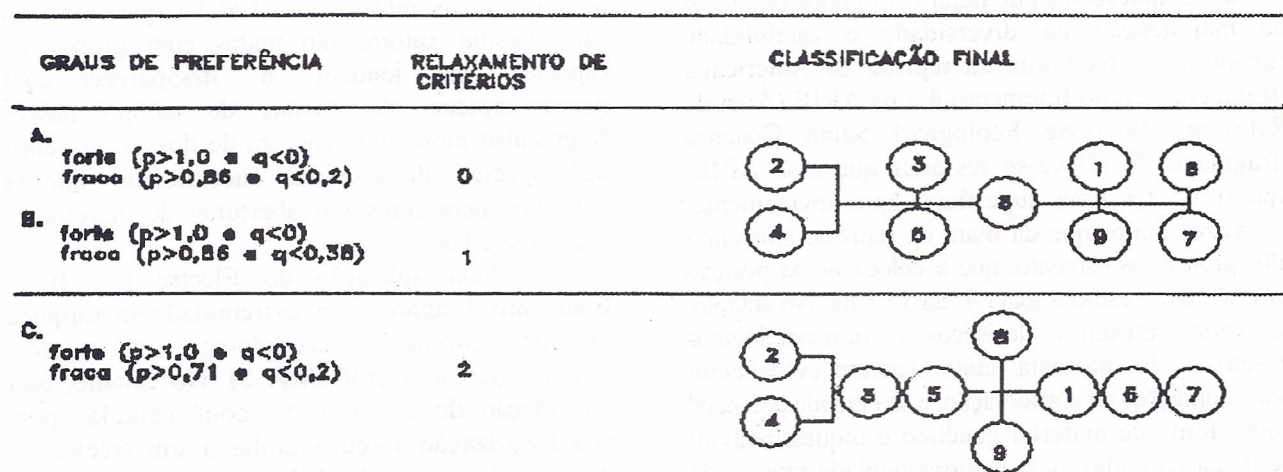 GRAUS DE PREFERÊNCIA RELAXAMENTO DE CRITÉRIOS CLASSIFICAÇÃO FINAL
A.
forte (p>1,0 e q<0)
fraca (p>0,86 e q<0,2) 0
B.
forte (p>1,0 e q<0)
fraca (p>0,86 e q<0,38) 1
2 3 1 8
4 9 7
C.
forte (p>1,0 e q<0)
fraca (p>0,71 e q<0,2) 2
2 8
3 5 1 6 7
4
9